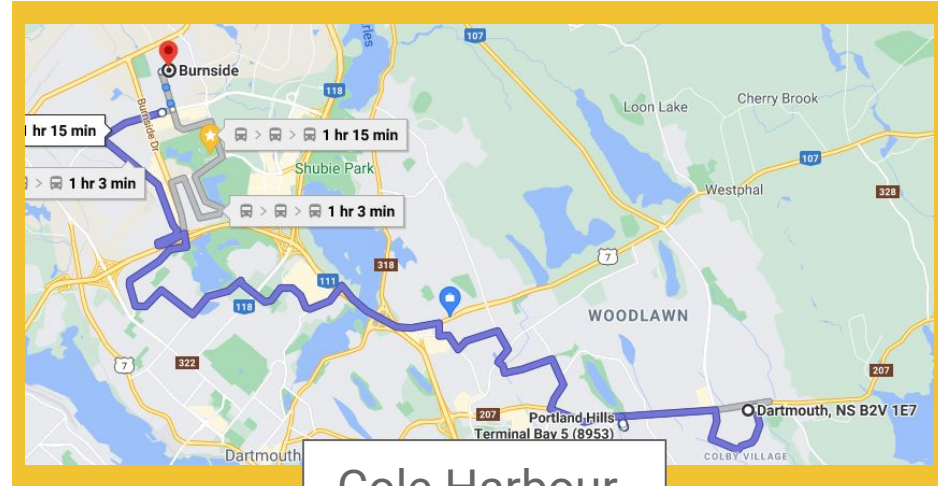 107
Burnside
118
Loon Lake
Cherry Brook
Burnside Dr
hr 15 min
1 hr 15 min
Shubie Park
107
1 hr 3 min
Westphal
328
1 hr 3 min
7
318
111
118
WOODLAWN
7
322
207
207
Portland Hills
Terminal Bay 5 (8953)
Dartmouth, NS B2V 1E7
Dartmouth
COLBY VILLAGE
Cole Harbour